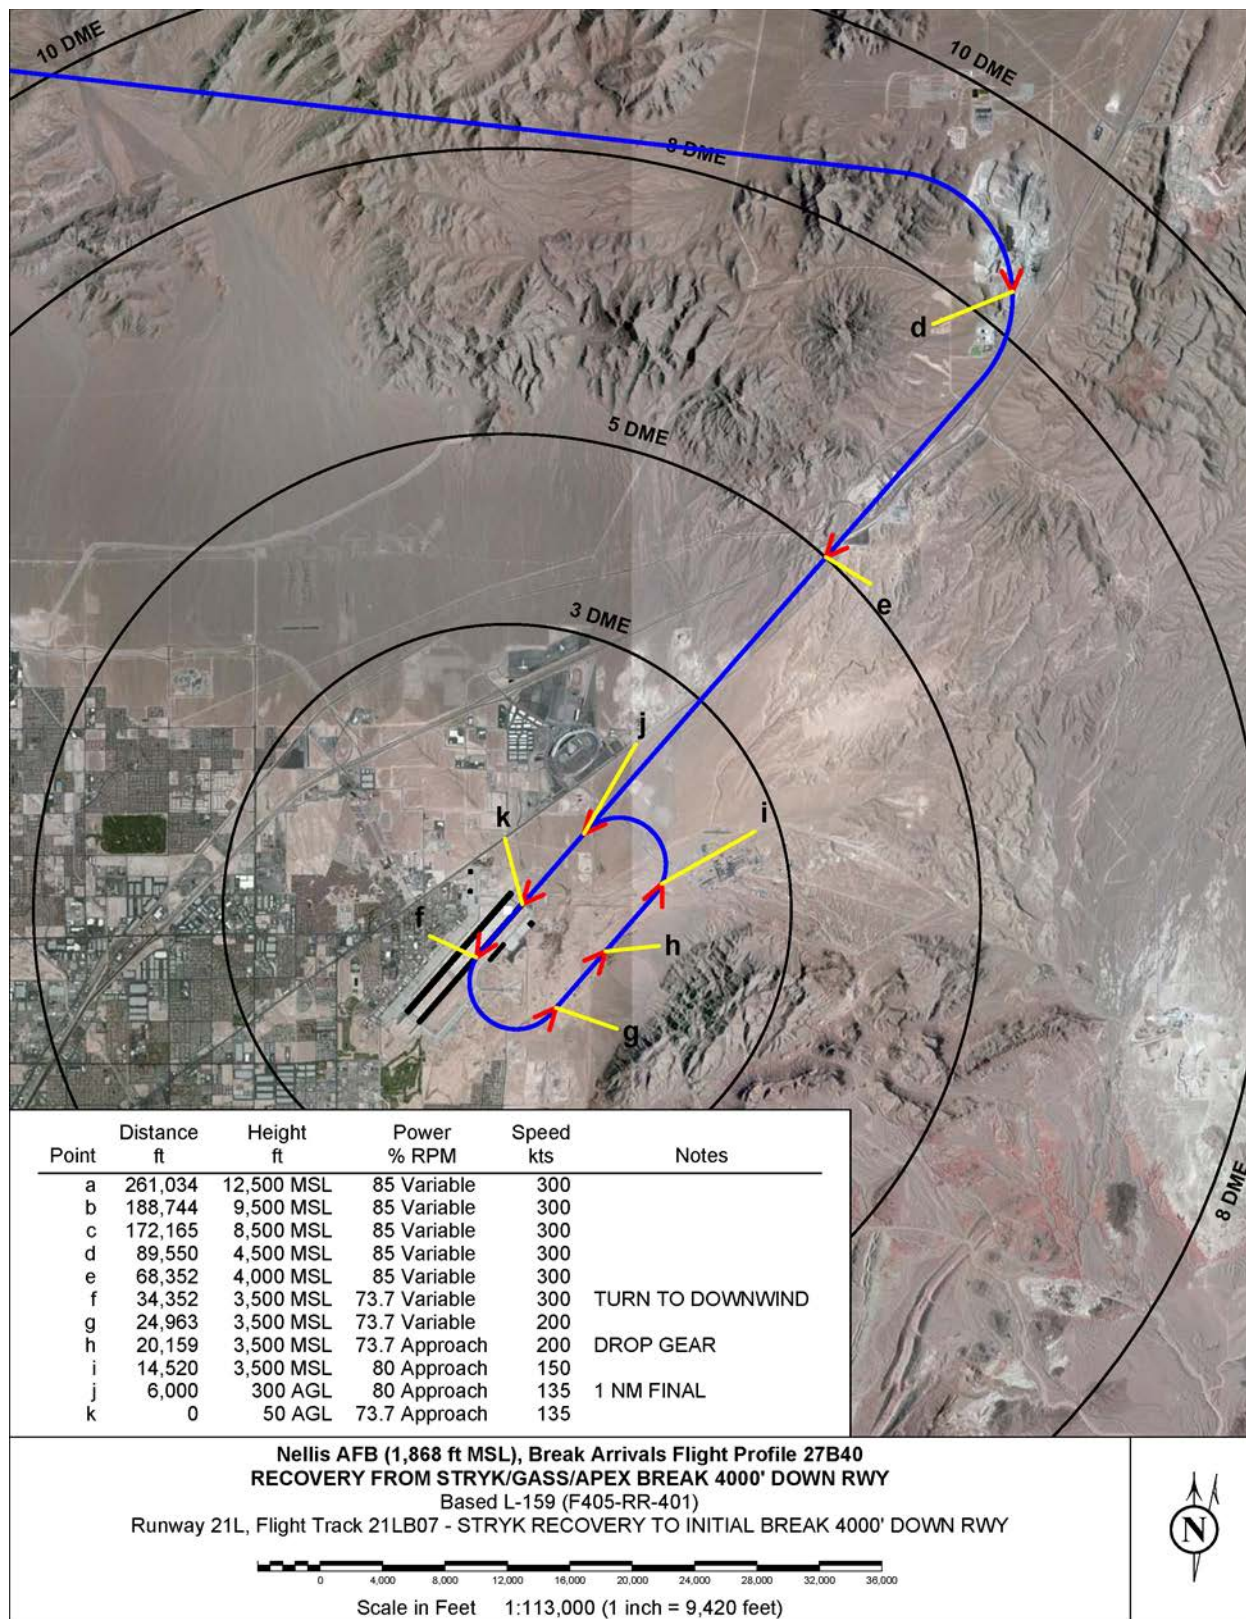 10 DME
10 DME
8 DME
d
5 DME
e
3 DME
j
i
k
f
h
g
8 DME
Distance Height Power Speed
Point ft ft % RPM kts Notes
a 261,034 12,500 MSL 85 Variable 300
b 188,744 9,500 MSL 85 Variable 300
c 172,165 8,500 MSL 85 Variable 300
d 89,550 4,500 MSL 85 Variable 300
e 68,352 4,000 MSL 85 Variable 300
f 34,352 3,500 MSL 73.7 Variable 300 TURN TO DOWNWIND
g 24,963 3,500 MSL 73.7 Variable 200
h 20,159 3,500 MSL 73.7 Approach 200 DROP GEAR
i 14,520 3,500 MSL 80 Approach 150
j 6,000 300 AGL 80 Approach 135 1 NM FINAL
k 0 50 AGL 73.7 Approach 135
Nellis AFB (1,868 ft MSL), Break Arrivals Flight Profile 27B40
RECOVERY FROM STRYK/GASS/APEX BREAK 4000' DOWN RWY
Based L-159 (F405-RR-401)
Runway 21L, Flight Track 21LB07 - STRYK RECOVERY TO INITIAL BREAK 4000' DOWN RWY
0 4,000 8,000 12,000 16,000 20,000 24,000 28,000 32,000 36,000
Scale in Feet 1:113,000 (1 inch = 9,420 feet)
N